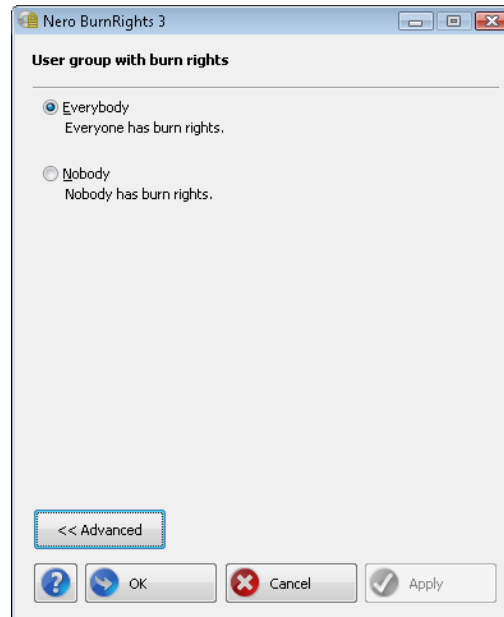 Nero BurnRights 3
User group with burn rights
Everybody
Everyone has burn rights.
Nobody
Nobody has burn rights.
<< Advanced
? OK Cancel Apply